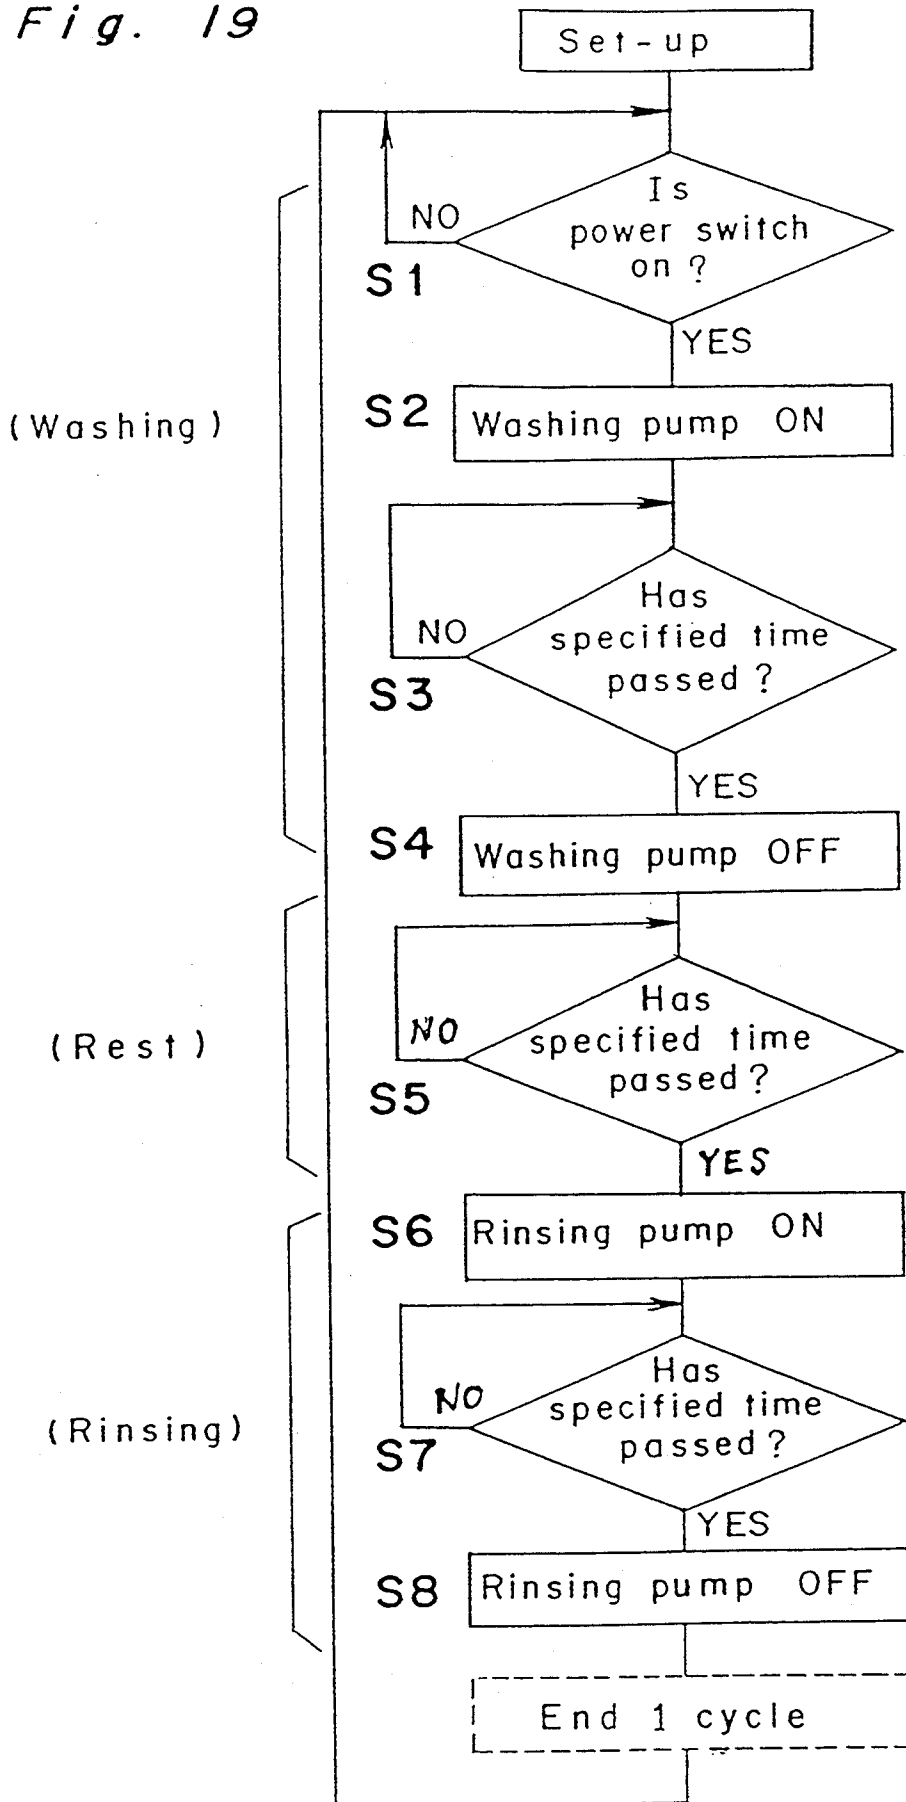 Fig. 19
Set-up
Is
power switch
on?
NO
S1
YES
S2
Washing pump ON
(Washing)
Has
specified time
passed?
NO
S3
YES
S4
Washing pump OFF
Has
specified time
passed?
NO
(Rest)
S5
YES
S6
Rinsing pump ON
Has
specified time
passed?
NO
(Rinsing)
S7
YES
S8
Rinsing pump OFF
End 1 cycle